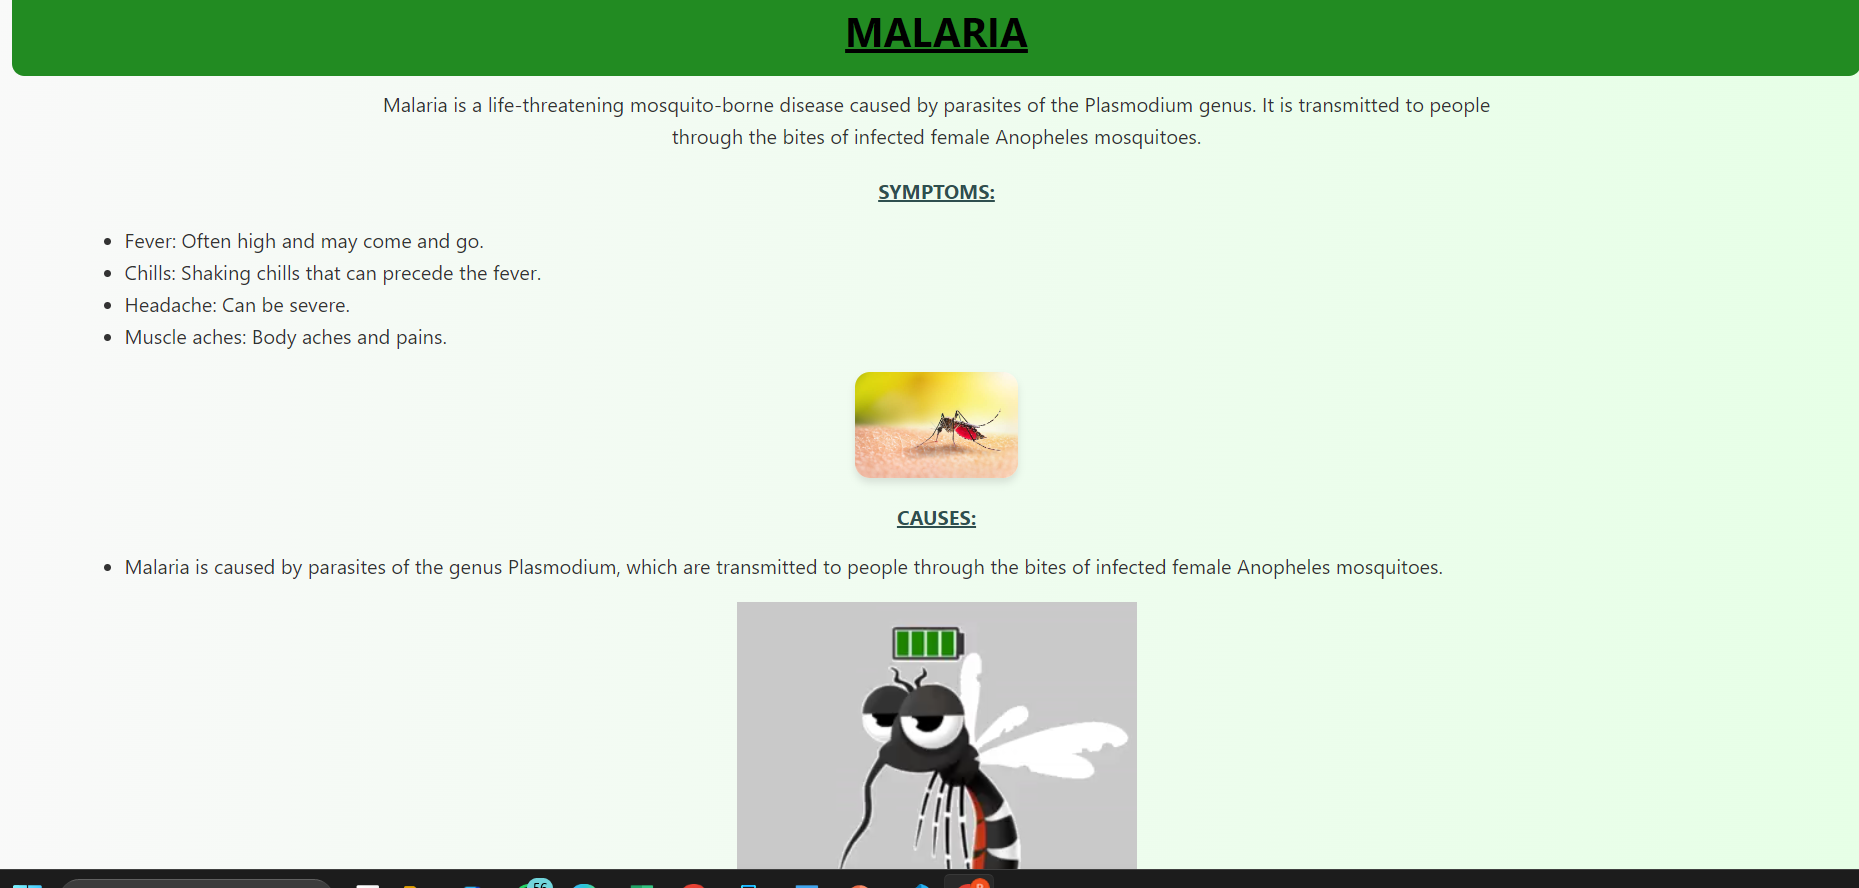 MALARIA
Malaria is a life-threatening mosquito-borne disease caused by parasites of the Plasmodium genus. It is transmitted to people
through the bites of infected female Anopheles mosquitoes.
SYMPTOMS:
Fever: Often high and may come and go.
Chills: Shaking chills that can precede the fever.
Headache: Can be severe.
Muscle aches: Body aches and pains.
CAUSES:
Malaria is caused by parasites of the genus Plasmodium, which are transmitted to people through the bites of infected female Anopheles mosquitoes.